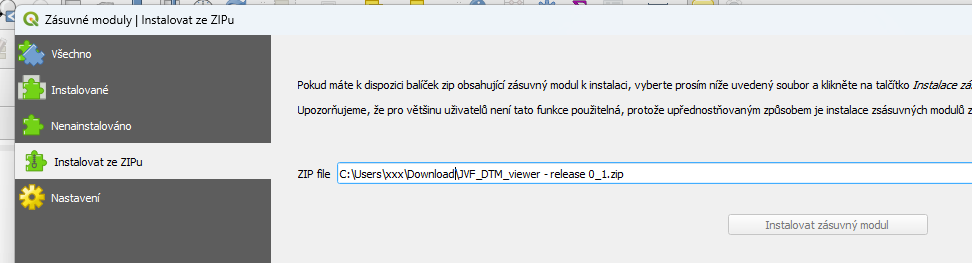 Zásuvné moduly | Instalovat ze ZIPu
Všechno
Instalované
Nenainstalováno
Instalovat ze ZIPu
Nastavení
Pokud máte k dispozici balíček zip obsahující zásuvný modul k instalaci, vyberte prosím níže uvedený soubor a klikněte na talčítko Instalace zá
Upozorňujeme, že pro většinu uživatelů není tato funkce použitelná, protože upřednostňovaným způsobem je instalace zsásuvných modulů z
ZIP file
C:\Users\xxx\Download\JVF_DTM_viewer - release 0_1.zip
Instalovat zásuvný modul